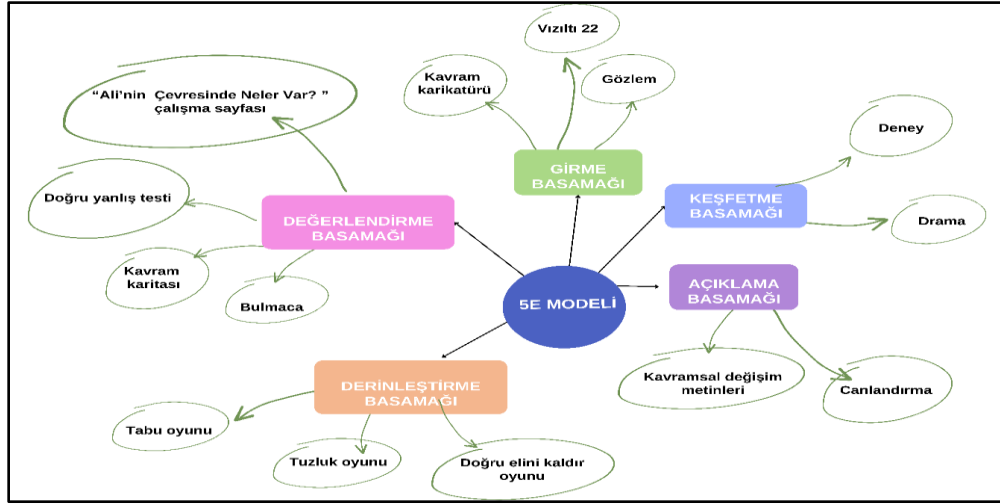 Vızıltı 22
Kavram
karikatürü
Gözlem
“Ali’nin Çevresinde Neler Var? ”
çalışma sayfası
Deney
GİRME
BASAMAĞI
Doğru yanlış testi
KEŞFETME
BASAMAĞI
DEĞERLENDİRME
BASAMAĞI
Drama
Kavram
karitası
Bulmaca
AÇIKLAMA
BASAMAĞI
5E MODELİ
Kavramsal değişim
metinleri
Canlandırma
DERİNLEŞTİRME
BASAMAĞI
Tabu oyunu
Tuzluk oyunu
Doğru elini kaldır
oyunu